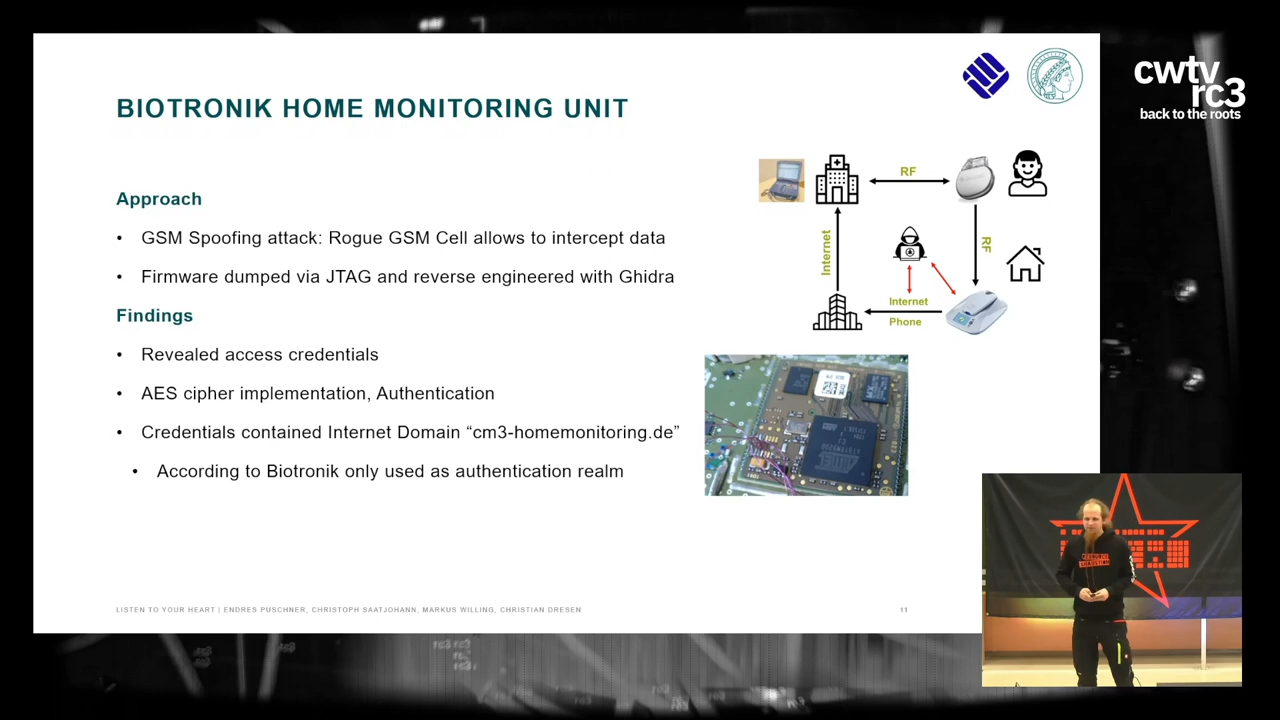 cwtv
rc3
back to the roots
BIOTRONIK HOME MONITORING UNIT
Approach
• GSM Spoofing attack: Rogue GSM Cell allows to intercept data
• Firmware dumped via JTAG and reverse engineered with Ghidra
Findings
• Revealed access credentials
• AES cipher implementation, Authentication
• Credentials contained Internet Domain “cm3-homemonitoring.de”
• According to Biotronik only used as authentication realm
RF
RF
Internet
Internet
Phone
LISTEN TO YOUR HEART | ENDRES PUSCHNER, CHRISTOPH SAATJOHANN, MARKUS WILLING, CHRISTIAN DRESEN
11